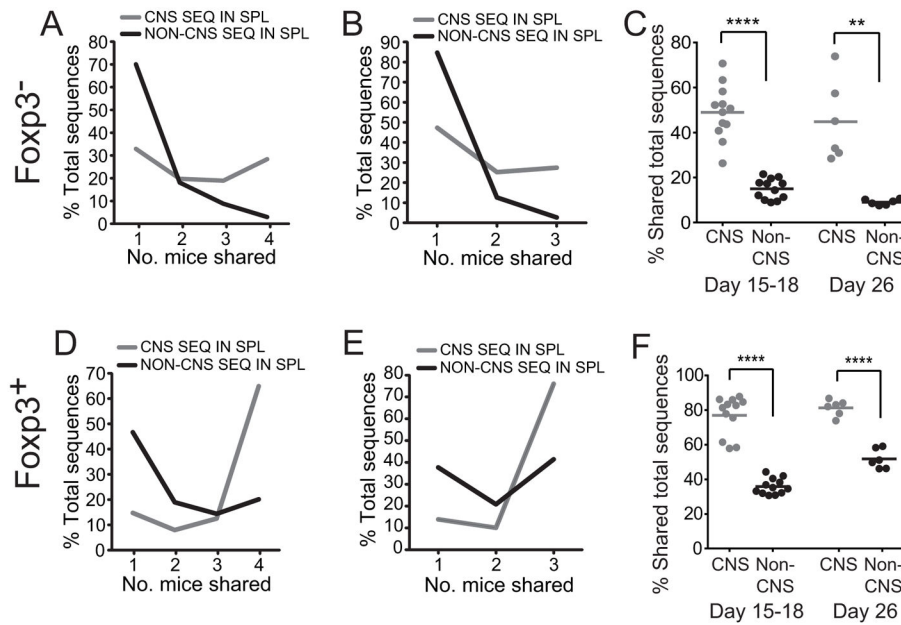 A
CNS SEQ IN SPL
NON-CNS SEQ IN SPL
Foxp3-
% Total sequences
80
70
60
50
40
30
20
10
0
1 2 3 4
No. mice shared
B
CNS SEQ IN SPL
NON-CNS SEQ IN SPL
% Total sequences
90
80
70
60
50
40
30
20
10
0
1 2 3
No. mice shared
C
**** **
% Shared total sequences
80
60
40
20
0
CNS Non-CNS CNS Non-CNS
Day 15-18 Day 26
D
CNS SEQ IN SPL
NON-CNS SEQ IN SPL
Foxp3+
% Total sequences
70
60
50
40
30
20
10
0
1 2 3 4
No. mice shared
E
CNS SEQ IN SPL
NON-CNS SEQ IN SPL
% Total sequences
80
70
60
50
40
30
20
10
0
1 2 3
No. mice shared
F
**** ****
% Shared total sequences
100
80
60
40
20
0
CNS Non-CNS CNS Non-CNS
Day 15-18 Day 26